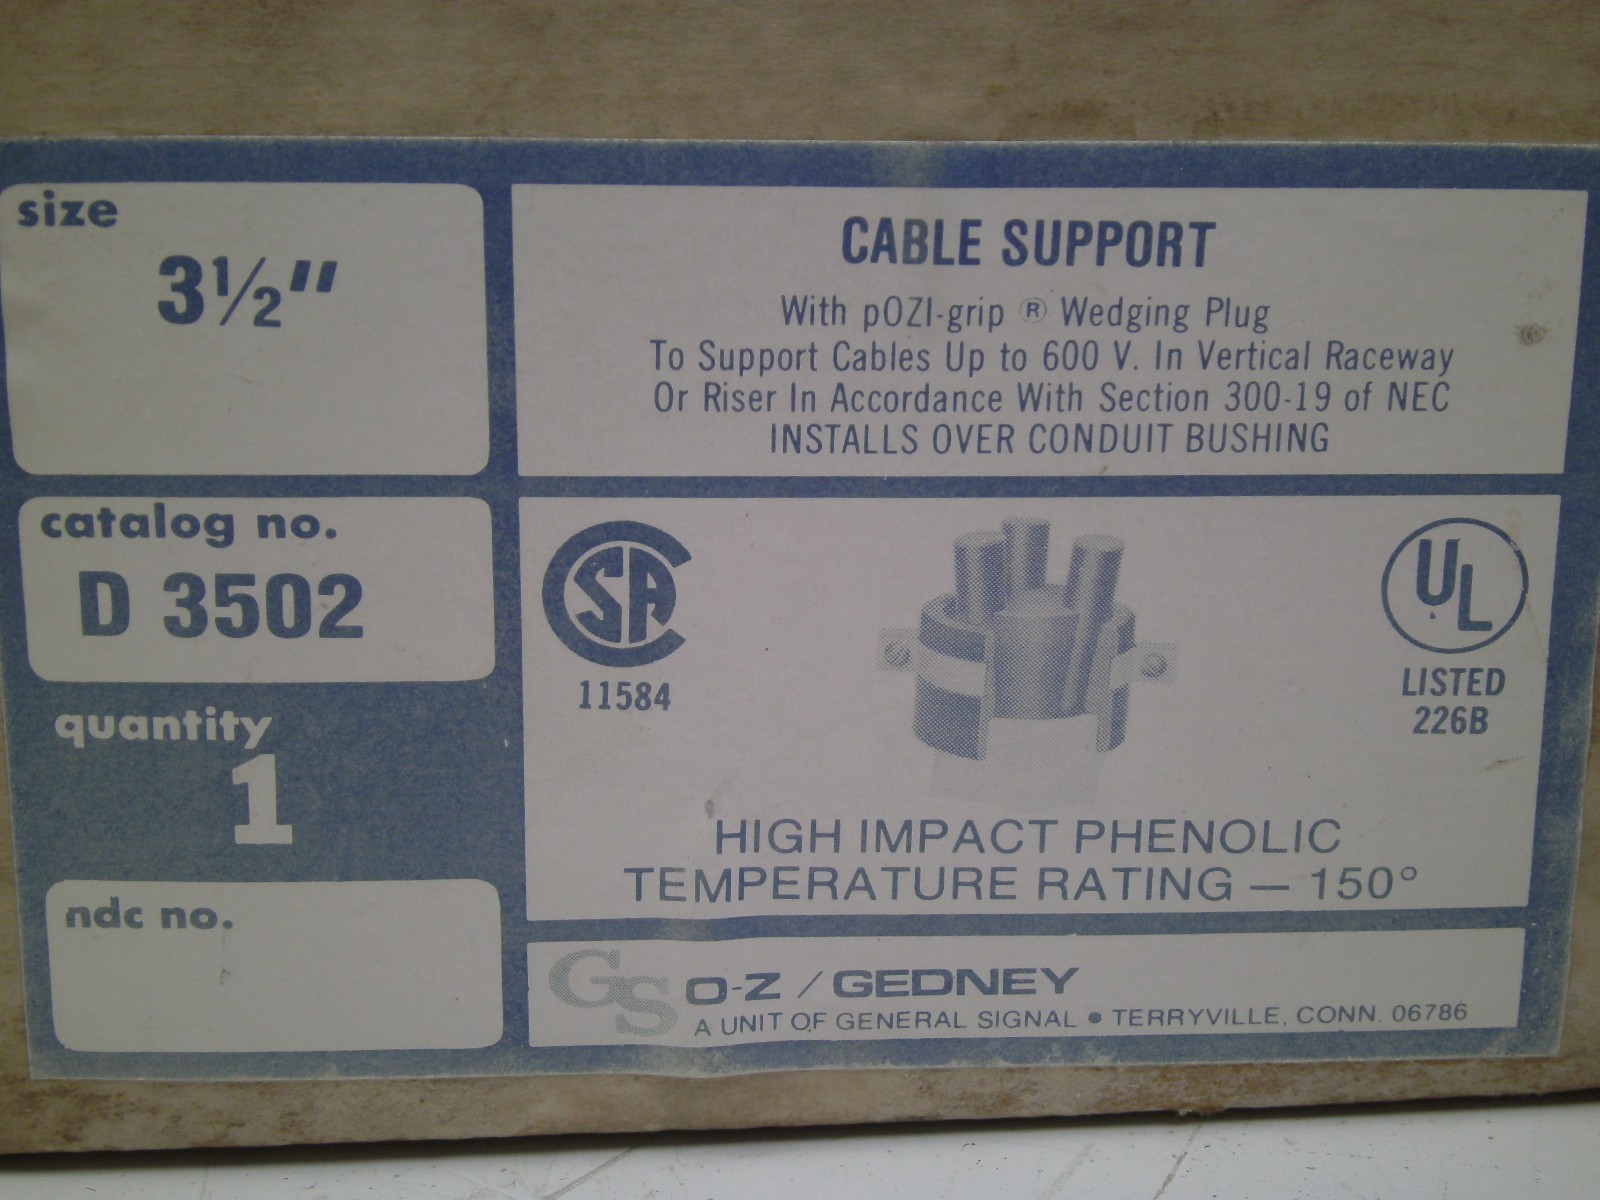 size
3½"
CABLE SUPPORT
With pOZI-grip ® Wedging Plug
To Support Cables Up to 600 V. In Vertical Raceway
Or Riser In Accordance With Section 300-19 of NEC
INSTALLS OVER CONDUIT BUSHING
catalog no.
D 3502
quantity
1
ndc no.
CSA
11584
UL
LISTED
226B
HIGH IMPACT PHENOLIC
TEMPERATURE RATING — 150°
GS O-Z / GEDNEY
A UNIT OF GENERAL SIGNAL • TERRYVILLE, CONN. 06786